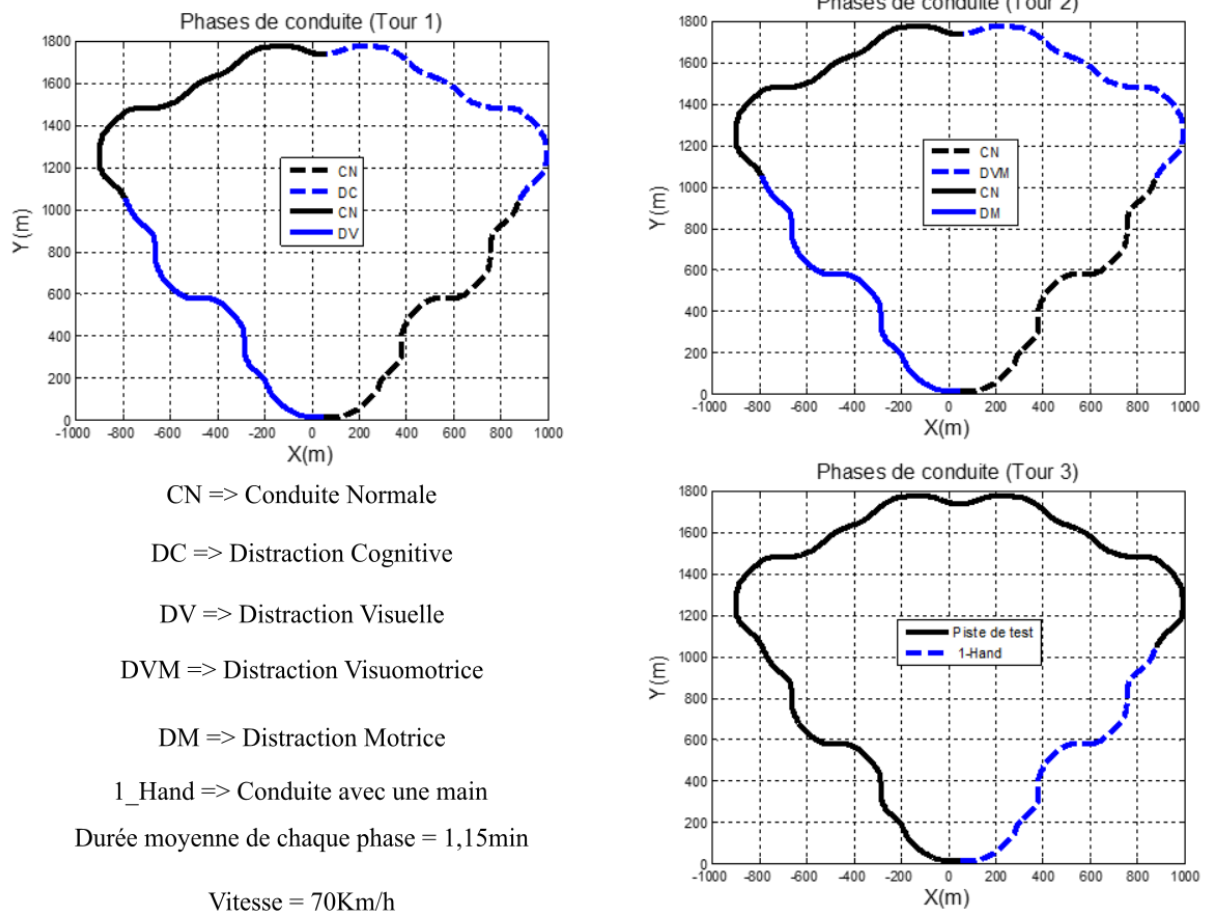 Phases de conduite (Tour 1)
1800
1600
1400
1200
1000
800
600
400
200
0
Y (m)
CN
DC
CN
DV
-1000 -800 -600 -400 -200 0 200 400 600 800 1000
X(m)
CN => Conduite Normale
DC => Distraction Cognitive
DV => Distraction Visuelle
DVM => Distraction Visuomotrice
DM => Distraction Motrice
1_Hand => Conduite avec une main
Durée moyenne de chaque phase = 1,15min
Vitesse = 70Km/h
Phases de conduite (Tour 2)
1800
1600
1400
1200
1000
800
600
400
200
0
Y (m)
CN
DVM
CN
DM
-1000 -800 -600 -400 -200 0 200 400 600 800 1000
X(m)
Phases de conduite (Tour 3)
1800
1600
1400
1200
1000
800
600
400
200
0
Y (m)
Piste de test
1-Hand
-1000 -800 -600 -400 -200 0 200 400 600 800 1000
X(m)